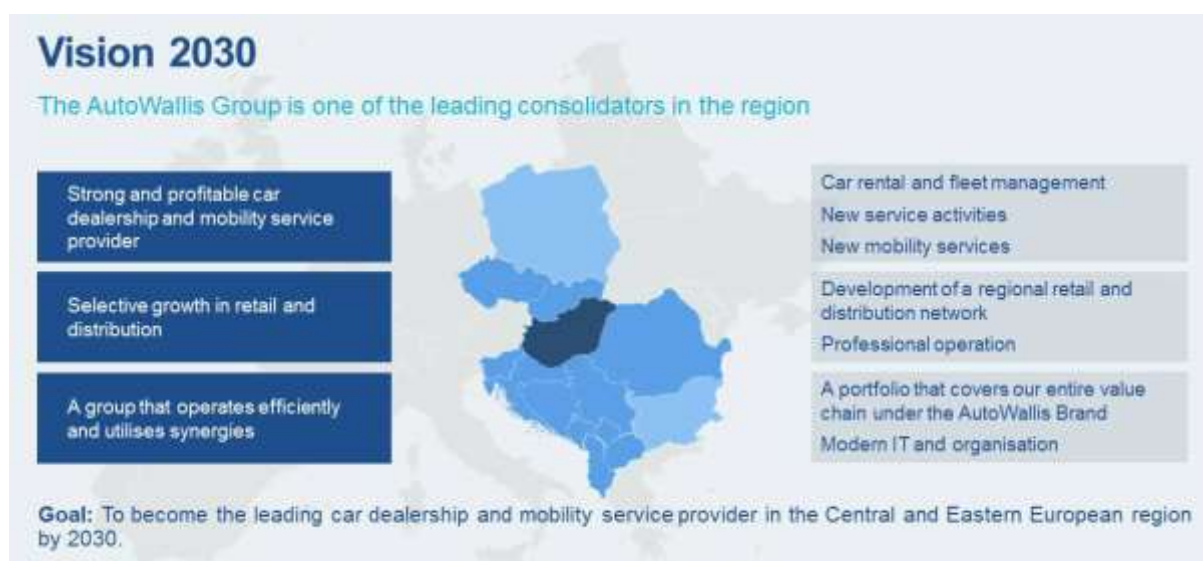 Vision 2030
The AutoWallis Group is one of the leading consolidators in the region
Strong and profitable car
dealership and mobility service
provider
Selective growth in retail and
distribution
A group that operates efficiently
and utilises synergies
Car rental and fleet management
New service activities
New mobility services
Development of a regional retail and
distribution network
Professional operation
A portfolio that covers our entire value
chain under the AutoWallis Brand
Modern IT and organisation
Goal: To become the leading car dealership and mobility service provider in the Central and Eastern European region
by 2030.